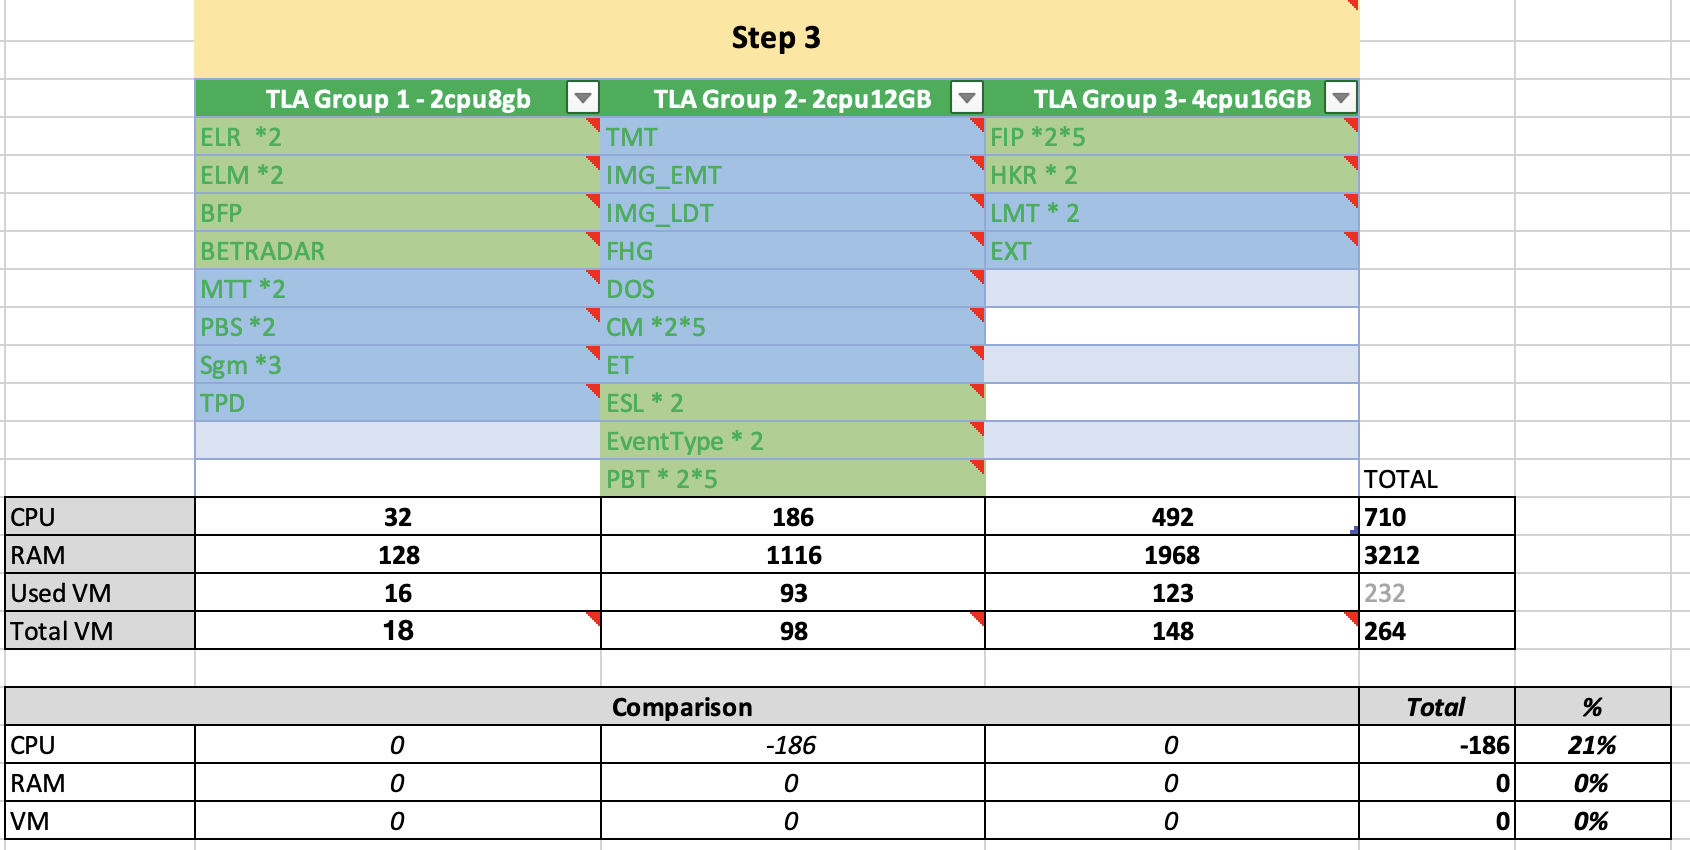 Step 3
TLA Group 1 - 2cpu8gb TLA Group 2- 2cpu12GB TLA Group 3- 4cpu16GB
ELR  *2 TMT FIP *2*5
ELM *2 IMG_EMT HKR * 2
BFP IMG_LDT LMT * 2
BETRADAR FHG EXT
MTT *2 DOS
PBS *2 CM *2*5
Sgm *3 ET
TPD ESL * 2
EventType * 2
PBT * 2*5 TOTAL
CPU 32 186 492 710
RAM 128 1116 1968 3212
Used VM 16 93 123 232
Total VM 18 98 148 264
Comparison Total %
CPU 0 -186 0 -186 21%
RAM 0 0 0 0 0%
VM 0 0 0 0 0%